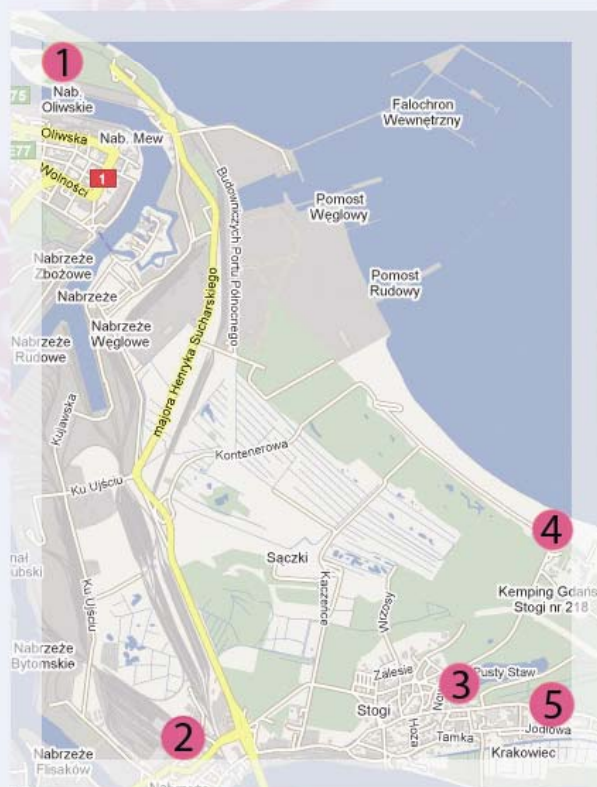 1
Nab.
Oliwskie
75
E77
Oliwska
Nab. Mew
Wolności
1
Falochron
Wewnętrzny
Budowniczych Portu Północnego
Pomost
Węglowy
Pomost
Rudowy
Nabrzeże
Zbożowe
Nabrzeże
Nabrzeże
Węglowe
Nabrzeże
Rudowe
majora Henryka Sucharskiego
Kujawska
Kontenerowa
Ku Ujściu
4
Sączki
Kaczeńce
Wrzosy
Kemping Gdańs
Stogi nr 218
Ku Ujściu
Nabrzeże
Bytomskie
Zalesie
3
Pusty Staw
Stogi
Hoża
Tamka
5
Jodłowa
Krakowiec
2
Nabrzeże
Flisaków